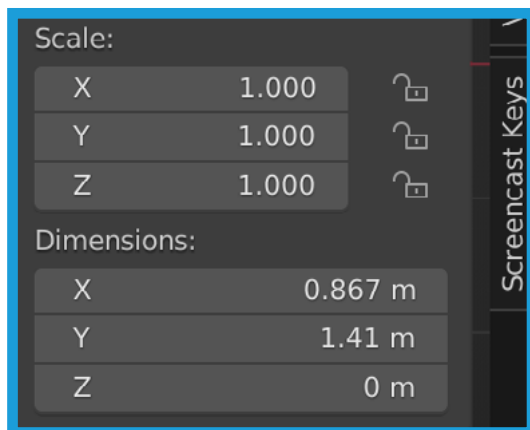 Scale:
X 1.000
Y 1.000
Z 1.000
Dimensions:
X 0.867 m
Y 1.41 m
Z 0 m
Screencast Keys